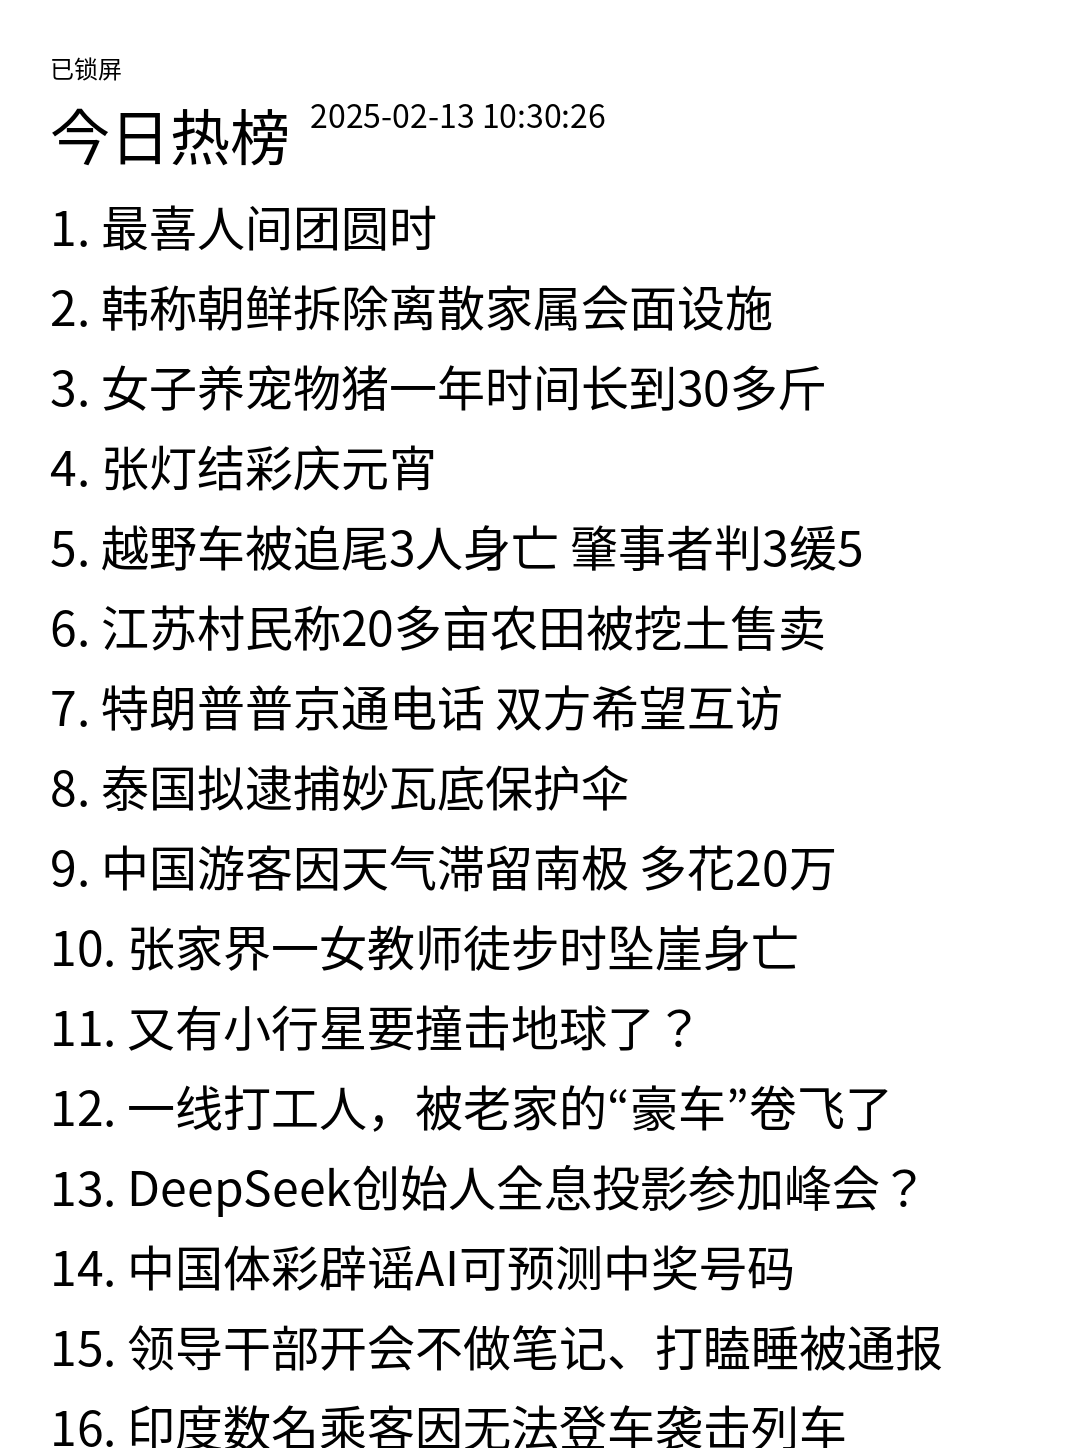 已锁屏
今日热榜 2025-02-13 10:30:26
1. 最喜人间团圆时
2. 韩称朝鲜拆除离散家属会面设施
3. 女子养宠物猪一年时间长到30多斤
4. 张灯结彩庆元宵
5. 越野车被追尾3人身亡 肇事者判3缓5
6. 江苏村民称20多亩农田被挖土售卖
7. 特朗普普京通电话 双方希望互访
8. 泰国拟逮捕妙瓦底保护伞
9. 中国游客因天气滞留南极 多花20万
10. 张家界一女教师徒步时坠崖身亡
11. 又有小行星要撞击地球了？
12. 一线打工人，被老家的“豪车”卷飞了
13. DeepSeek创始人全息投影参加峰会？
14. 中国体彩辟谣AI可预测中奖号码
15. 领导干部开会不做笔记、打瞌睡被通报
16. 印度数名乘客因无法登车袭击列车